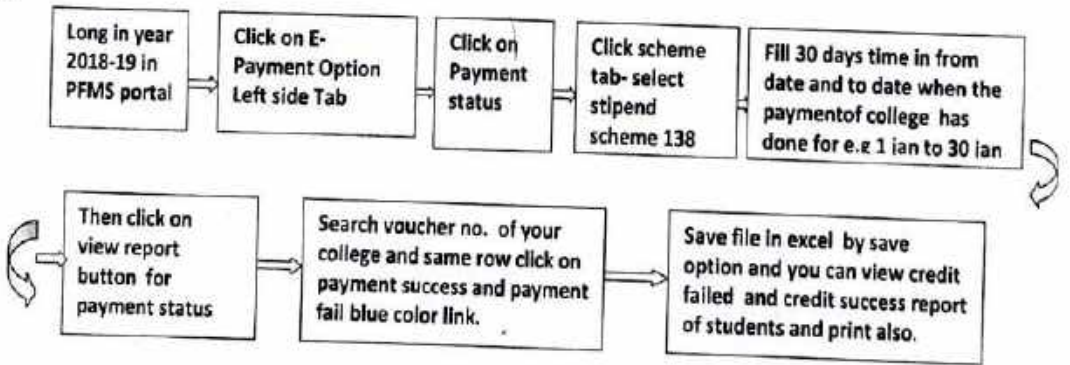 Long in year
2018-19 in
PFMS portal
Click on E-
Payment Option
Left side Tab
Click on
Payment
status
Click scheme
tab- select
stipend
scheme 138
Fill 30 days time in from
date and to date when the
paymentof college has
done for e.g 1 jan to 30 jan
Then click on
view report
button for
payment status
Search voucher no. of your
college and same row click on
payment success and payment
fail blue color link.
Save file in excel by save
option and you can view credit
failed and credit success report
of students and print also.